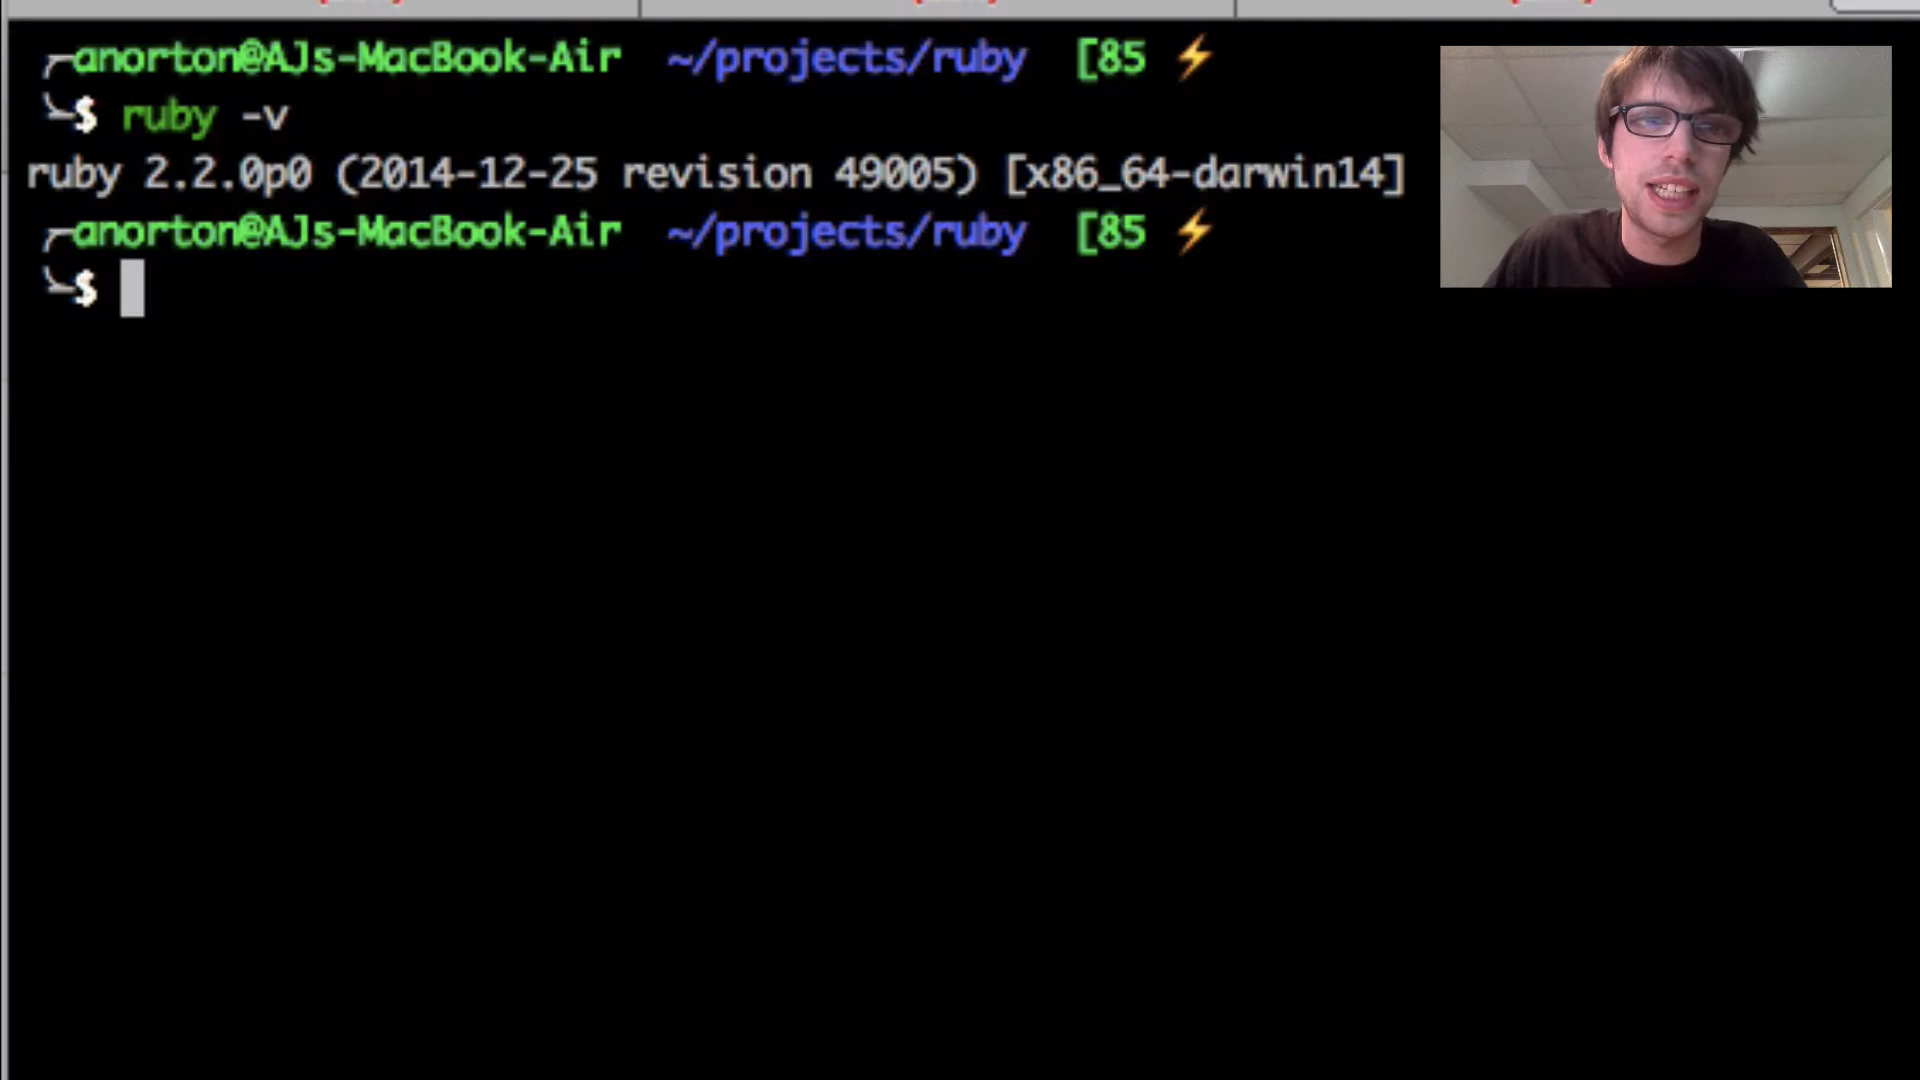 anorton@AJs-MacBook-Air ~/projects/ruby [85 ⚡
$ ruby -v
ruby 2.2.0p0 (2014-12-25 revision 49005) [x86_64-darwin14]
anorton@AJs-MacBook-Air ~/projects/ruby [85 ⚡
$